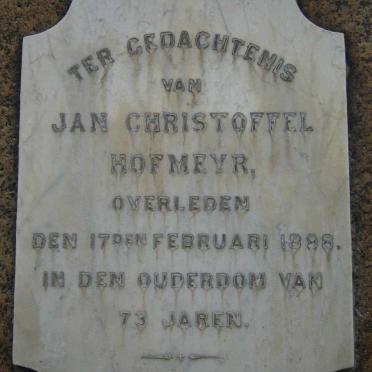 TER GEDACHTENIS
VAN
JAN CHRISTOFFEL
HOFMEYR,
OVERLEDEN
DEN 17DEN FEBRUARI 1888.
IN DEN OUDERDOM VAN
73 JAREN.